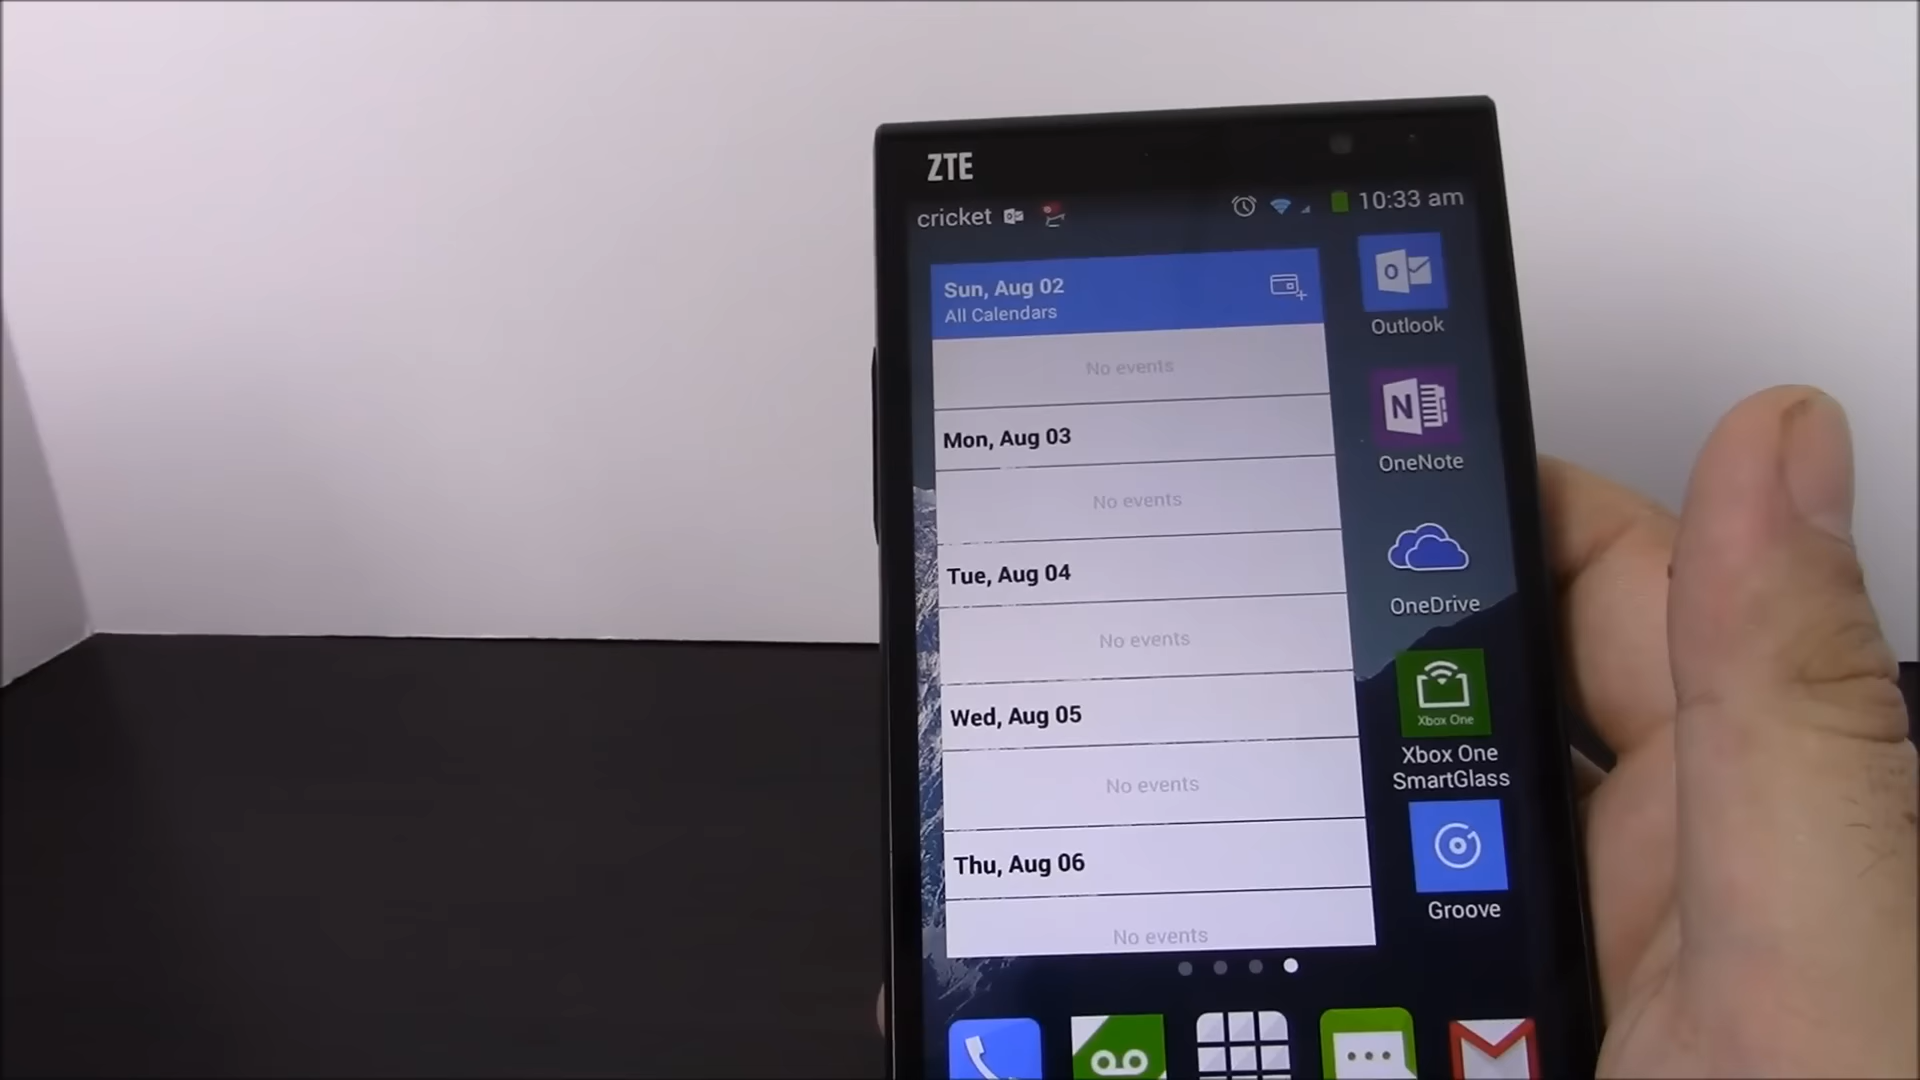 ZTE
cricket
10:33 am
Sun, Aug 02
All Calendars
No events
Mon, Aug 03
No events
Tue, Aug 04
No events
Wed, Aug 05
No events
Thu, Aug 06
No events
Outlook
OneNote
OneDrive
Xbox One
Xbox One
SmartGlass
Groove